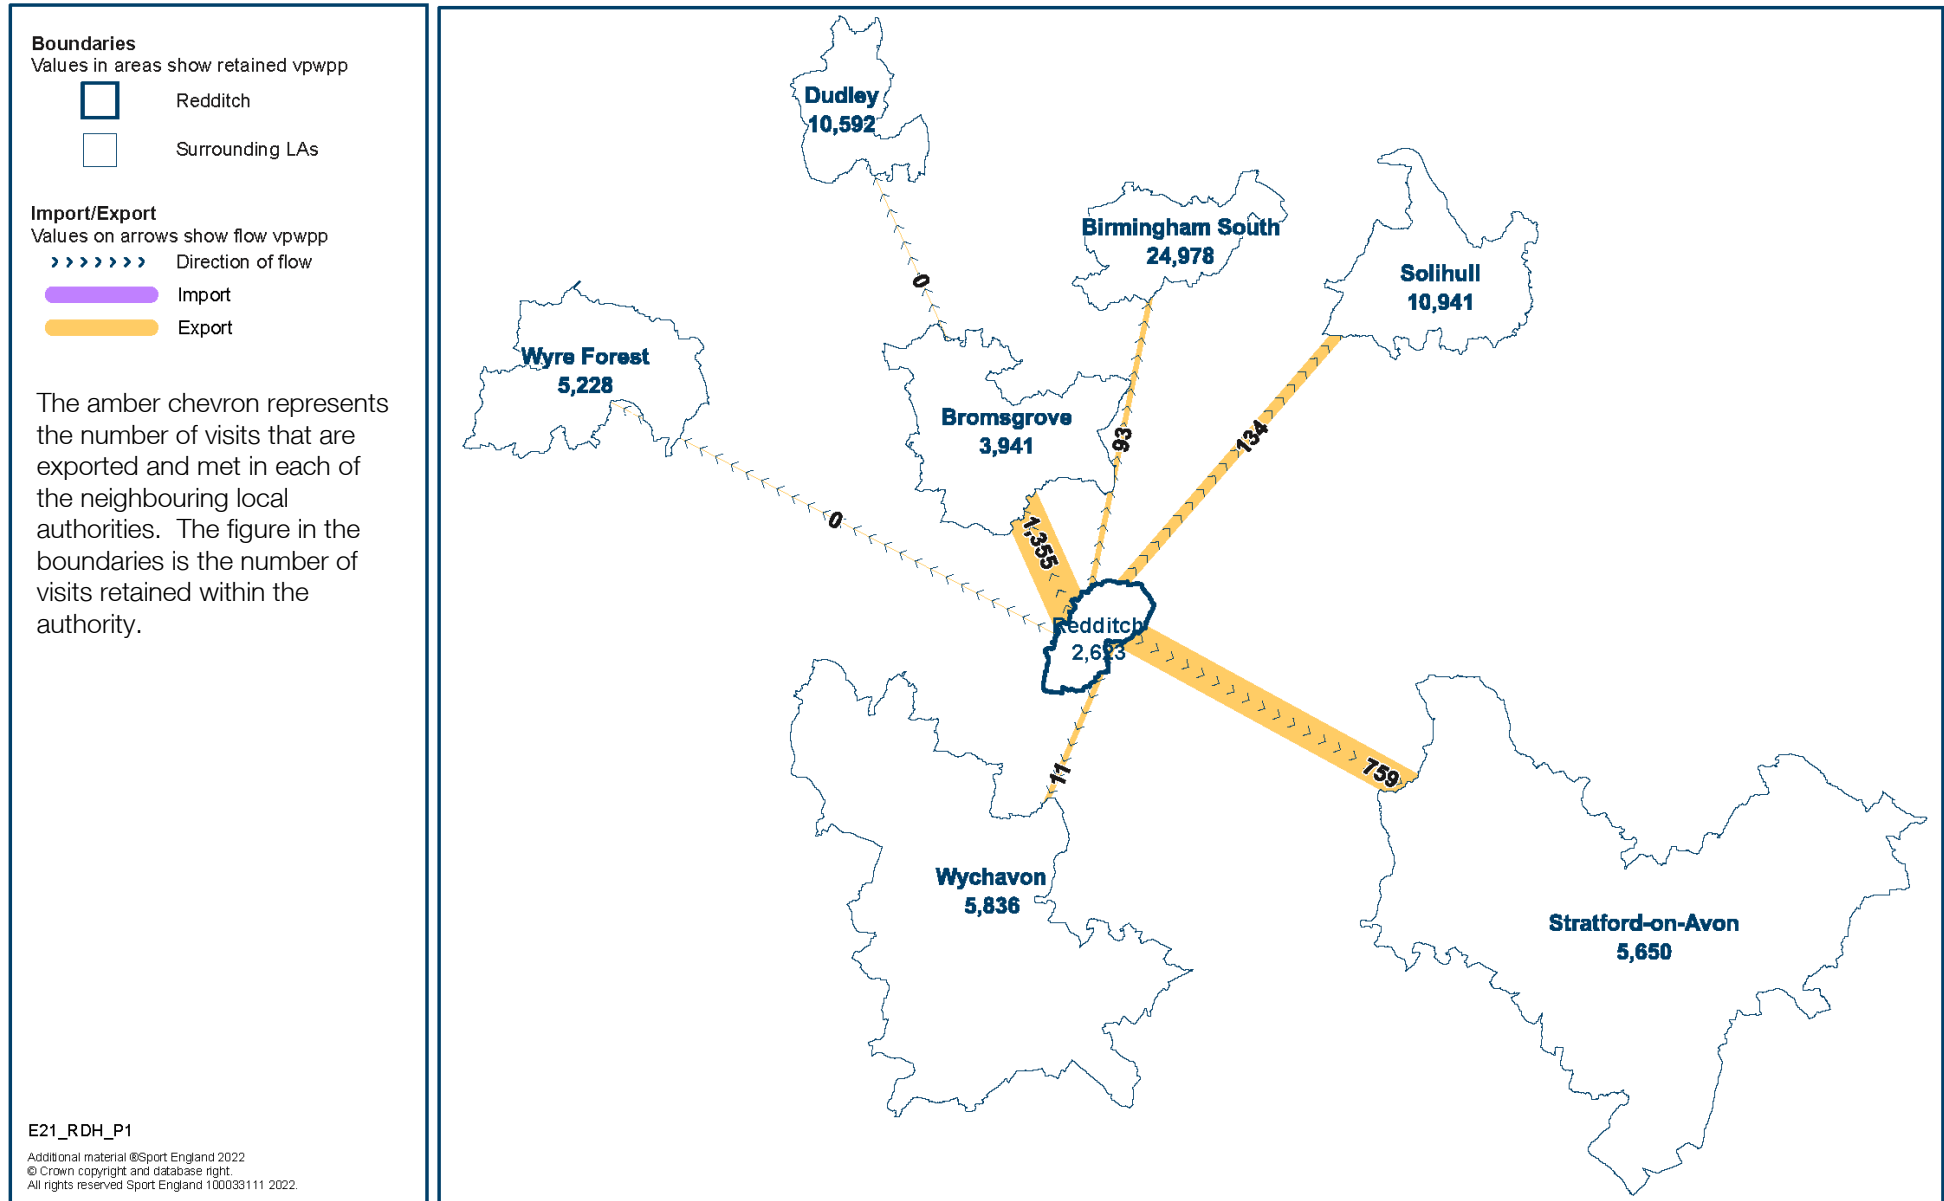 Boundaries
Values in areas show retained vpwpp
Redditch
Surrounding LAs
Import/Export
Values on arrows show flow vpwpp
Direction of flow
Import
Export
The amber chevron represents
the number of visits that are
exported and met in each of
the neighbouring local
authorities. The figure in the
boundaries is the number of
visits retained within the
authority.
E21_RDH_P1
Additional material ®Sport England 2022
© Crown copyright and database right.
All rights reserved Sport England 100033111 2022.
Dudley
10,592
Birmingham South
24,978
Solihull
10,941
0
Wyre Forest
5,228
Bromsgrove
3,941
93
134
0
1,355
Redditch
2,623
11
759
Wychavon
5,836
Stratford-on-Avon
5,650